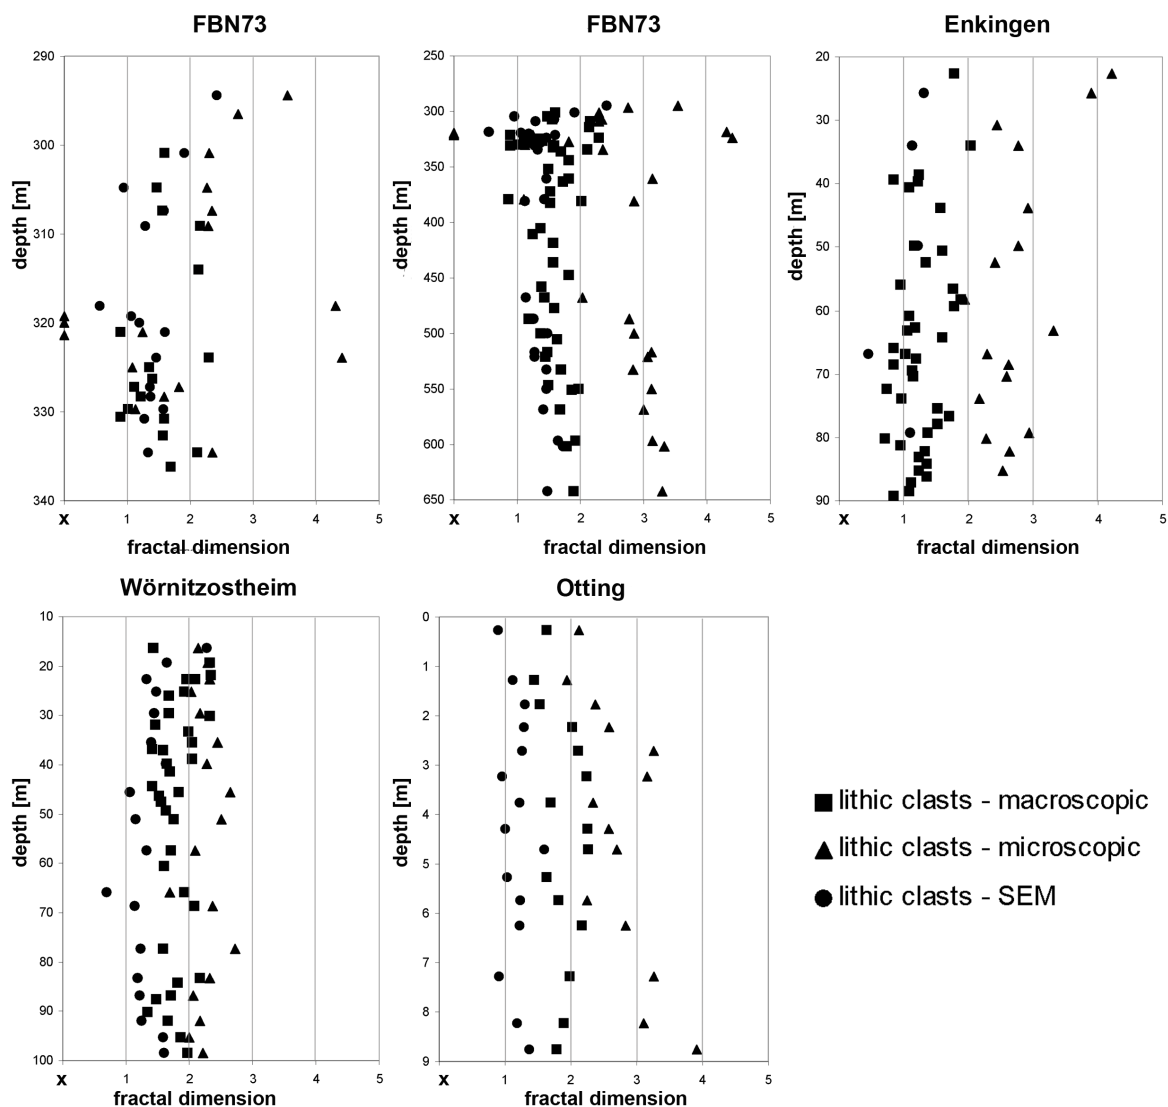 FBN73
290
300
310
320
330
340
depth [m]
x 1 2 3 4 5
fractal dimension
FBN73
250
300
350
400
450
500
550
600
650
depth [m]
x 1 2 3 4 5
fractal dimension
Enkingen
20
30
40
50
60
70
80
90
depth [m]
x 1 2 3 4 5
fractal dimension
Wörnitzostheim
10
20
30
40
50
60
70
80
90
100
depth [m]
x 1 2 3 4 5
fractal dimension
Otting
0
1
2
3
4
5
6
7
8
9
depth [m]
x 1 2 3 4 5
fractal dimension
lithic clasts - macroscopic
lithic clasts - microscopic
lithic clasts - SEM